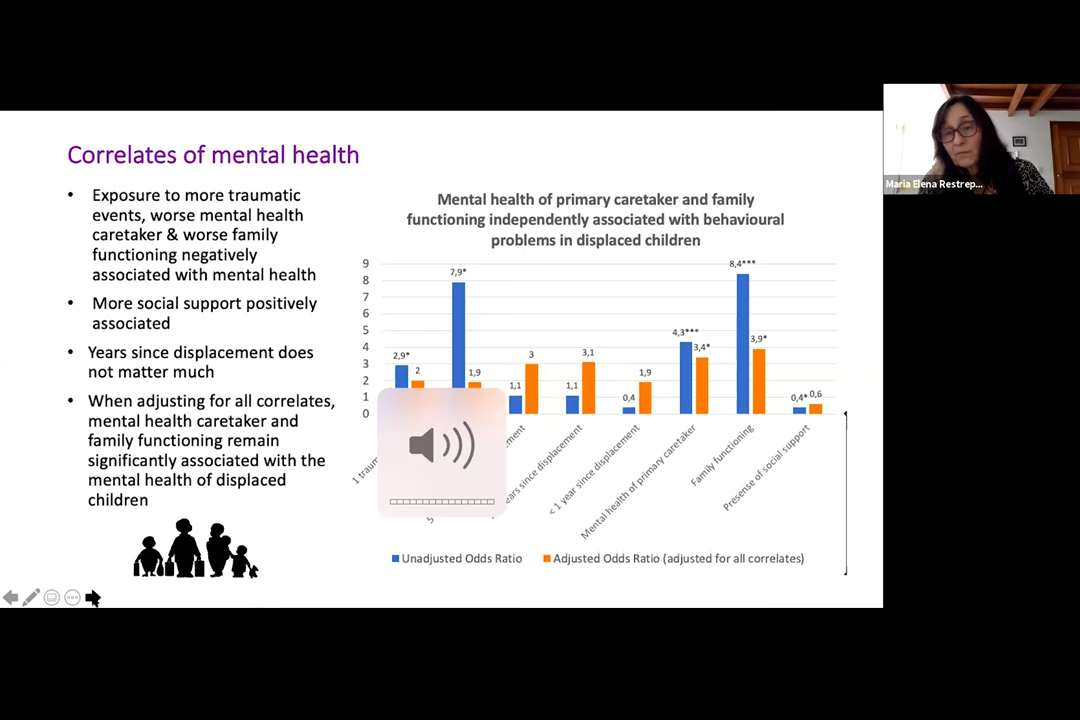 Correlates of mental health
• Exposure to more traumatic
events, worse mental health
caretaker & worse family
functioning negatively
associated with mental health
• More social support positively
associated
• Years since displacement does
not matter much
• When adjusting for all correlates,
mental health caretaker and
family functioning remain
significantly associated with the
mental health of displaced
children
Mental health of primary caretaker and family
functioning independently associated with behavioural
problems in displaced children
9
8
7
6
5
4
3
2
1
0
2,9*
2
7,9*
1,9
1,1
3
1,1
3,1
0,4
1,9
4,3***
3,4*
8,4***
3,9*
0,4*
0,6
1
since displacement
< 1 year since displacement
Mental health of primary caretaker
Family functioning
Presense of social support
Unadjusted Odds Ratio
Adjusted Odds Ratio (adjusted for all correlates)
Maria Elena Restrep...